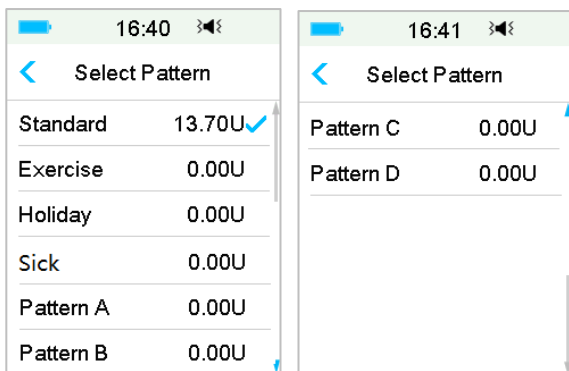 16:40
Select Pattern
Standard 13.70U
Exercise 0.00U
Holiday 0.00U
Sick 0.00U
Pattern A 0.00U
Pattern B 0.00U
16:41
Select Pattern
Pattern C 0.00U
Pattern D 0.00U